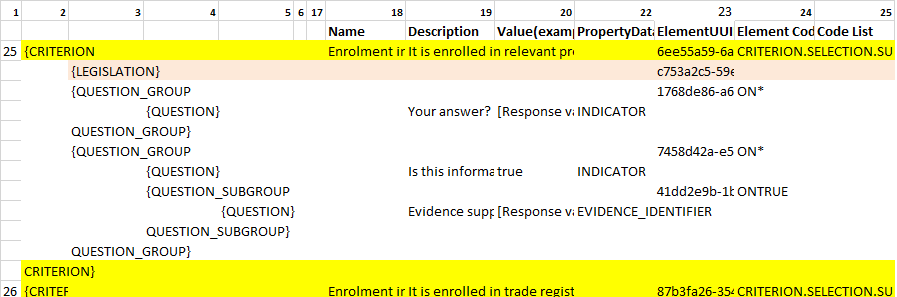 1 2 3 4 5 6 17 18 19 20 22 23 24 25
Name Description Value(examp PropertyData ElementUUI Element Cod Code List
25 {CRITERION Enrolment ir It is enrolled in relevant pro 6ee55a59-6a CRITERION.SELECTION.SU
{LEGISLATION} c753a2c5-59e
{QUESTION_GROUP 1768de86-a6 ON*
{QUESTION} Your answer? [Response va INDICATOR
QUESTION_GROUP}
{QUESTION_GROUP 7458d42a-e5 ON*
{QUESTION} Is this informa true INDICATOR
{QUESTION_SUBGROUP 41dd2e9b-1b ONTRUE
{QUESTION} Evidence supp [Response va EVIDENCE_IDENTIFIER
QUESTION_SUBGROUP}
QUESTION_GROUP}
CRITERION}
26 {CRITEF Enrolment ir It is enrolled in trade regist 87b3fa26-354 CRITERION.SELECTION.SU